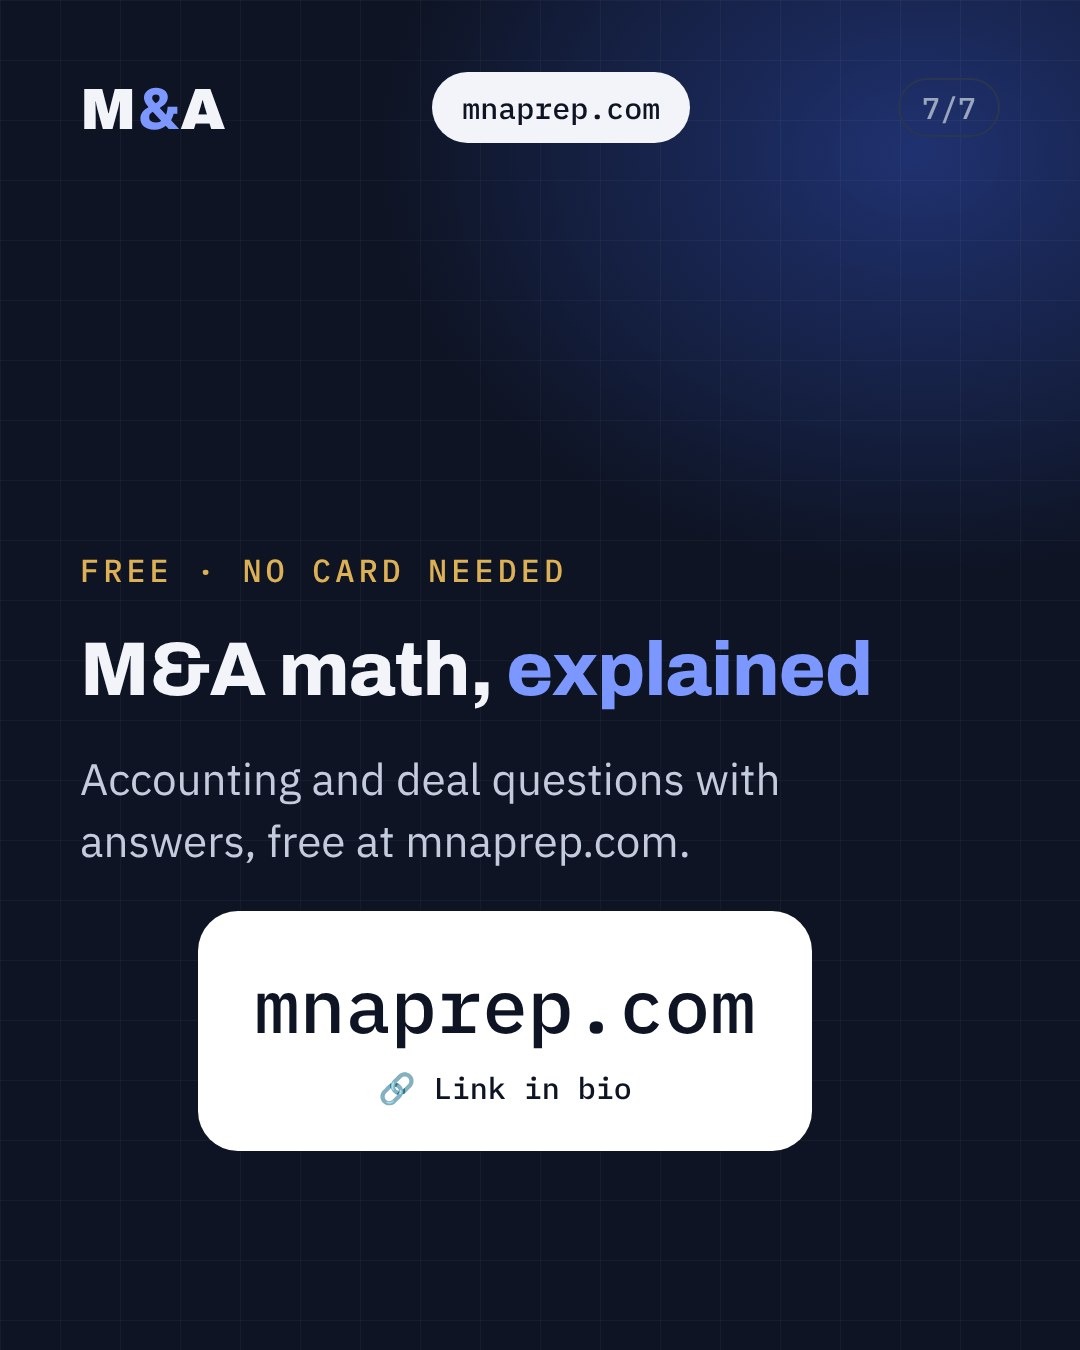 M&A
mnaprep.com
7/7
FREE · NO CARD NEEDED
M&A math, explained
Accounting and deal questions with
answers, free at mnaprep.com.
mnaprep.com
🔗 Link in bio